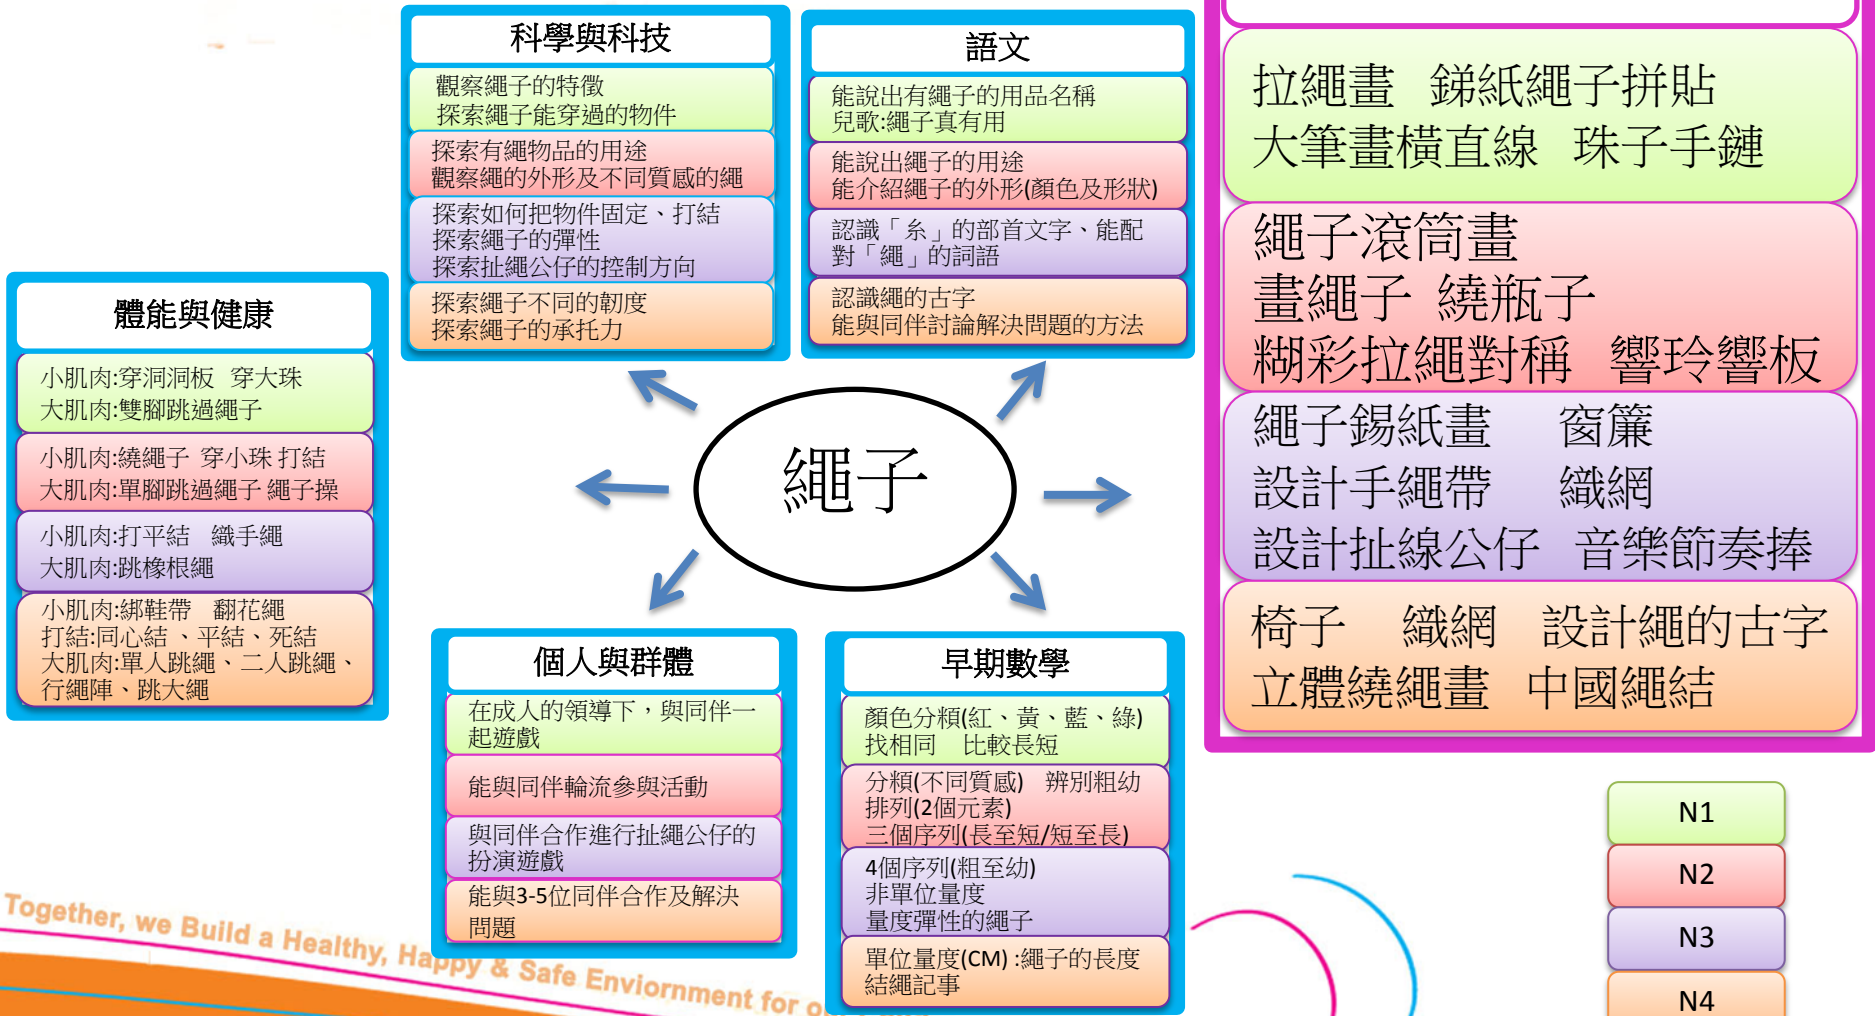 科學與科技
觀察繩子的特徵
探索繩子能穿過的物件
探索有繩物品的用途
觀察繩的外形及不同質感的繩
探索如何把物件固定、打結
探索繩子的彈性
探索扯繩公仔的控制方向
探索繩子不同的韌度
探索繩子的承托力
語文
能說出有繩子的用品名稱
兒歌:繩子真有用
能說出繩子的用途
能介紹繩子的外形(顏色及形狀)
認識「糸」的部首文字、能配
對「繩」的詞語
認識繩的古字
能與同伴討論解決問題的方法
拉繩畫 銻紙繩子拼貼
大筆畫橫直線 珠子手鏈
繩子滾筒畫
畫繩子 繞瓶子
糊彩拉繩對稱 響玲響板
繩子錫紙畫 窗簾
設計手繩帶 織網
設計扯線公仔 音樂節奏捧
椅子 織網 設計繩的古字
立體繞繩畫 中國繩結
體能與健康
小肌肉:穿洞洞板 穿大珠
大肌肉:雙腳跳過繩子
小肌肉:繞繩子 穿小珠 打結
大肌肉:單腳跳過繩子 繩子操
小肌肉:打平結 織手繩
大肌肉:跳橡根繩
小肌肉:綁鞋帶 翻花繩
打結:同心結 、平結、死結
大肌肉:單人跳繩、二人跳繩、
行繩陣、跳大繩
繩子
個人與群體
在成人的領導下，與同伴一
起遊戲
能與同伴輪流參與活動
與同伴合作進行扯繩公仔的
扮演遊戲
能與3-5位同伴合作及解決
問題
早期數學
顏色分類(紅、黃、藍、綠)
找相同 比較長短
分類(不同質感) 辨別粗幼
排列(2個元素)
三個序列(長至短/短至長)
4個序列(粗至幼)
非單位量度
量度彈性的繩子
單位量度(CM) :繩子的長度
結繩記事
N1
N2
N3
N4
Together, we Build a Healthy, Happy & Safe Enviornment for